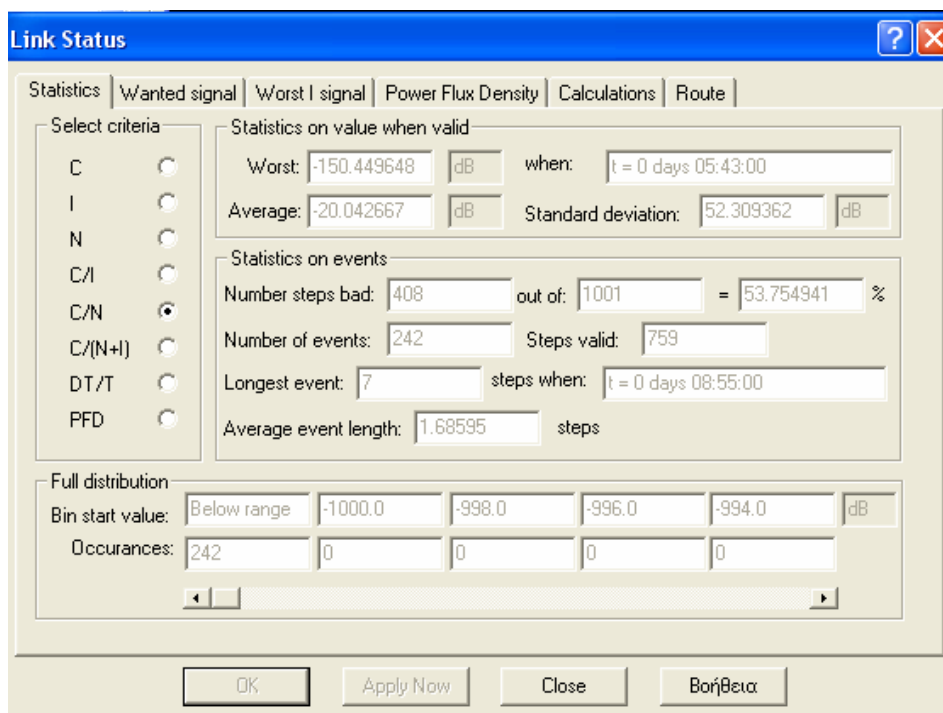 Link Status
Statistics Wanted signal Worst I signal Power Flux Density Calculations Route
Select criteria
C
I
N
C/I
C/N
C/(N+I)
DT/T
PFD
Statistics on value when valid
Worst: -150.449648 dB when: t = 0 days 05:43:00
Average: -20.042667 dB Standard deviation: 52.309362 dB
Statistics on events
Number steps bad: 408 out of: 1001 = 53.754941 %
Number of events: 242 Steps valid: 759
Longest event: 7 steps when: t = 0 days 08:55:00
Average event length: 1.68595 steps
Full distribution
Bin start value: Below range -1000.0 -998.0 -996.0 -994.0 dB
Occurances: 242 0 0 0 0
OK Apply Now Close Βοήθεια